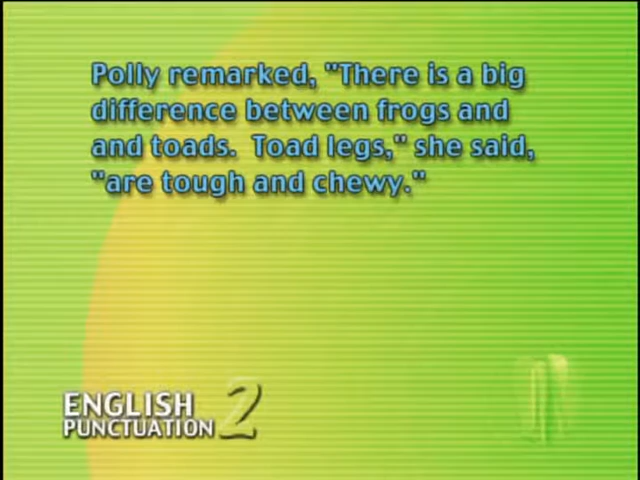 Polly remarked, "There is a big
difference between frogs and
and toads.  Toad legs," she said,
"are tough and chewy."
ENGLISH
PUNCTUATION 2